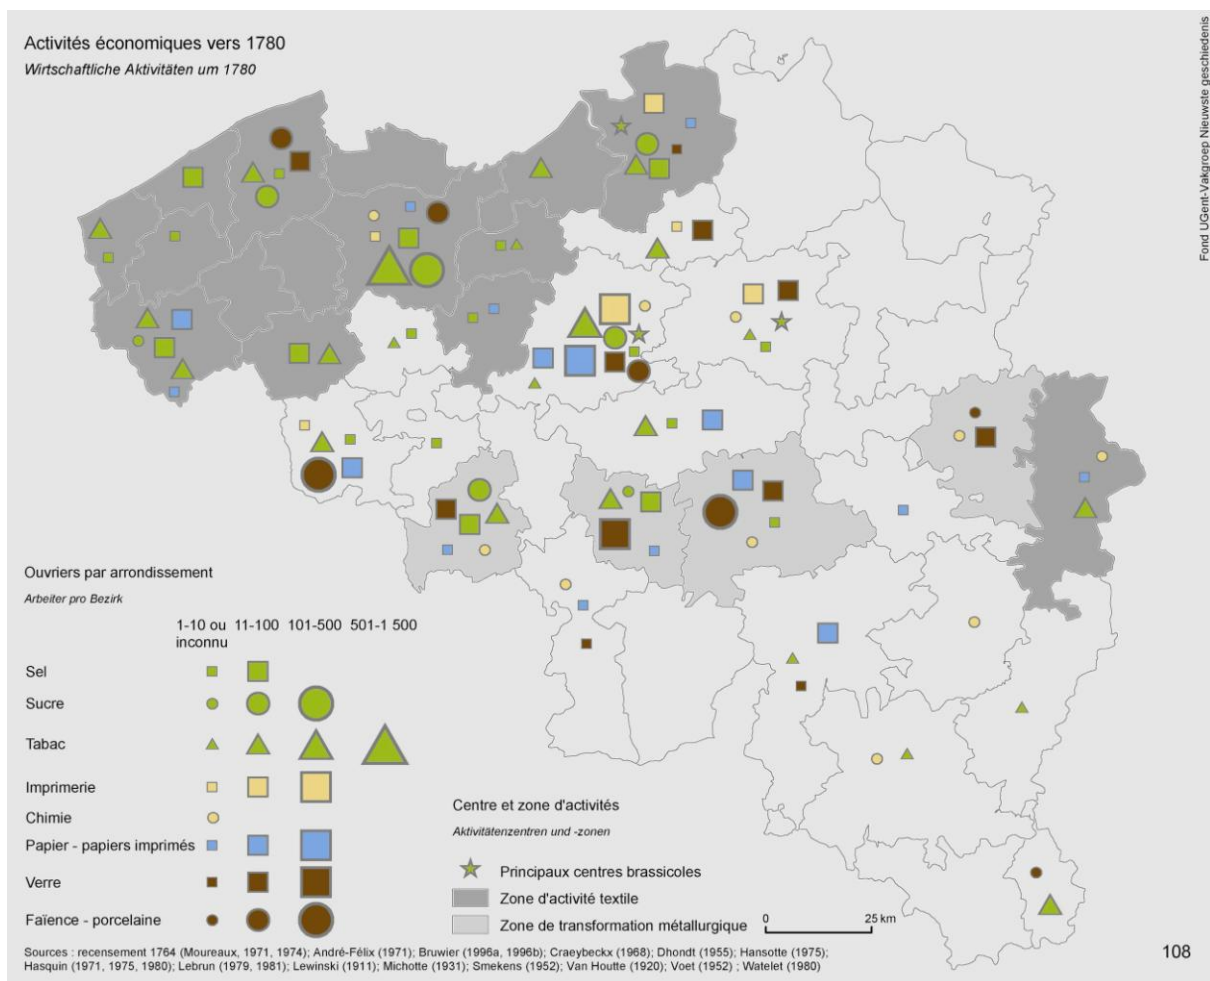 Activités économiques vers 1780
Wirtschaftliche Aktivitäten um 1780
Fond UGent-Vakgroep Nieuwste geschiedenis
Ouvriers par arrondissement
Arbeiter pro Bezirk
1-10 ou 11-100 101-500 501-1 500
inconnu
Sel
Sucre
Tabac
Imprimerie
Chimie
Papier - papiers imprimés
Verre
Faïence - porcelaine
Centre et zone d'activités
Aktivitätenzentren und -zonen
Principaux centres brassicoles
Zone d'activité textile
Zone de transformation métallurgique
0 25 km
Sources : recensement 1764 (Moureaux, 1971, 1974); André-Félix (1971); Bruwier (1996a, 1996b); Craeybeckx (1968); Dhondt (1955); Hansotte (1975);
Hasquin (1971, 1975, 1980); Lebrun (1979, 1981); Lewinski (1911); Michotte (1931); Smekens (1952); Van Houtte (1920); Voet (1952) ; Watelet (1980)
108